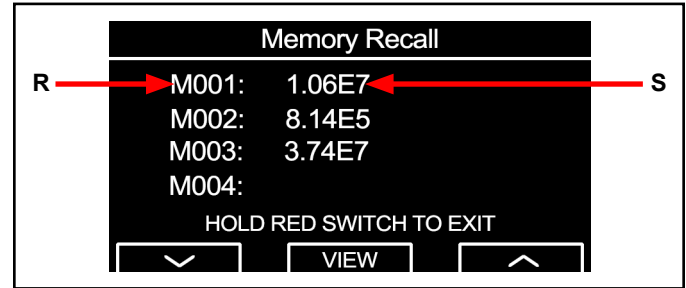 Memory Recall
R M001: 1.06E7 S
M002: 8.14E5
M003: 3.74E7
M004:
HOLD RED SWITCH TO EXIT
VIEW